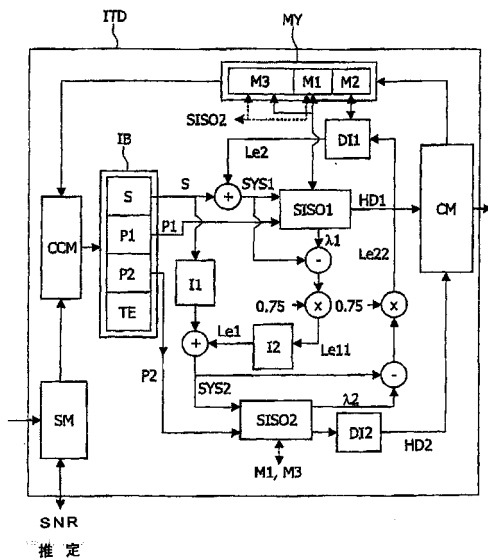 ITD
MY
M3 M1 M2
SISO2
IB
Le2
DI1
S
S
SYS1
SISO1
HD1
CM
P1
P1
CCM
λ1
Le22
P2
I1
0.75
0.75
TE
Le1
I2
Le11
P2
SYS2
λ2
SM
SISO2
DI2
HD2
M1, M3
SNR
推 定